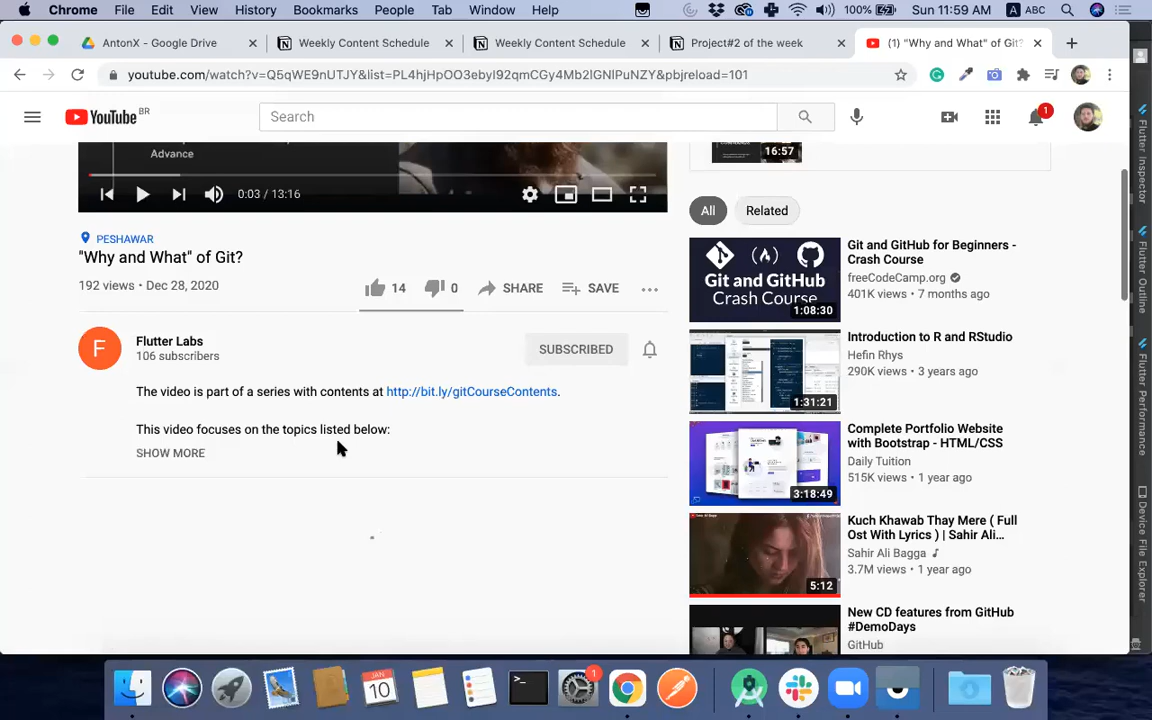 Chrome File Edit View History Bookmarks People Tab Window Help 100% Sun 11:59 AM A ABC
AntonX - Google Drive Weekly Content Schedule Weekly Content Schedule Project#2 of the week (1) "Why and What" of Git?
youtube.com/watch?v=Q5qWE9nUTJY&list=PL4hjHpOO3ebyI92qmCGy4Mb2lGNlPuNZY&pbjreload=101
YouTube BR
Search
1
Advance
0:03 / 13:16
PESHAWAR
"Why and What" of Git?
192 views • Dec 28, 2020
14 0 SHARE SAVE
F
Flutter Labs
106 subscribers
SUBSCRIBED
The video is part of a series with contents at http://bit.ly/gitCourseContents.
This video focuses on the topics listed below:
SHOW MORE
16:57
All Related
Git and GitHub
Crash Course
1:08:30
Git and GitHub for Beginners -
Crash Course
freeCodeCamp.org
401K views • 7 months ago
1:31:21
Introduction to R and RStudio
Hefin Rhys
290K views • 3 years ago
3:18:49
Complete Portfolio Website
with Bootstrap - HTML/CSS
Daily Tuition
515K views • 1 year ago
5:12
Kuch Khawab Thay Mere ( Full
Ost With Lyrics ) | Sahir Ali...
Sahir Ali Bagga
3.7M views • 1 year ago
New CD features from GitHub
#DemoDays
GitHub
Flutter Inspector
Flutter Outline
Flutter Performance
Device File Explorer
JAN
10
1